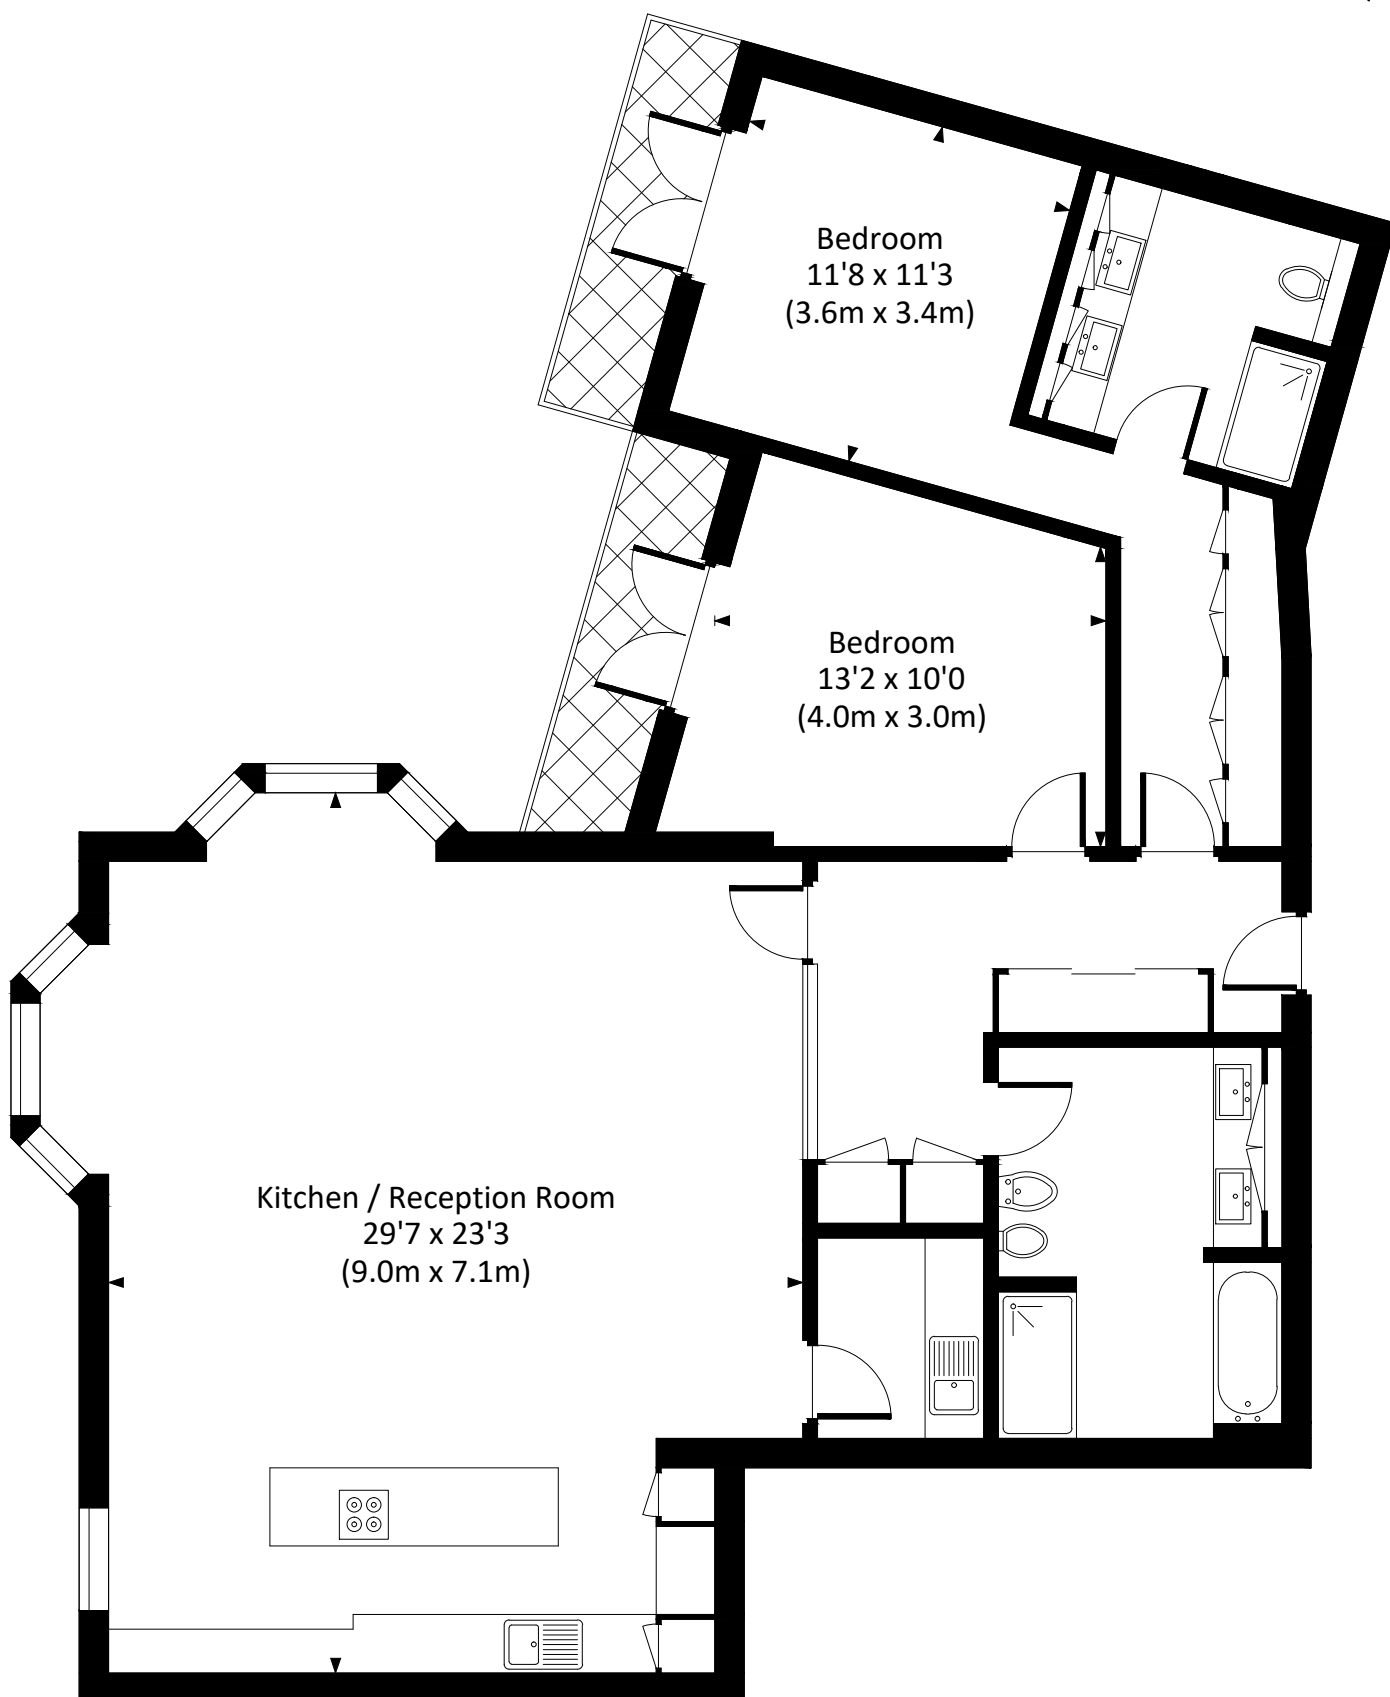 Bedroom
11'8 x 11'3
(3.6m x 3.4m)
Bedroom
13'2 x 10'0
(4.0m x 3.0m)
Kitchen / Reception Room
29'7 x 23'3
(9.0m x 7.1m)